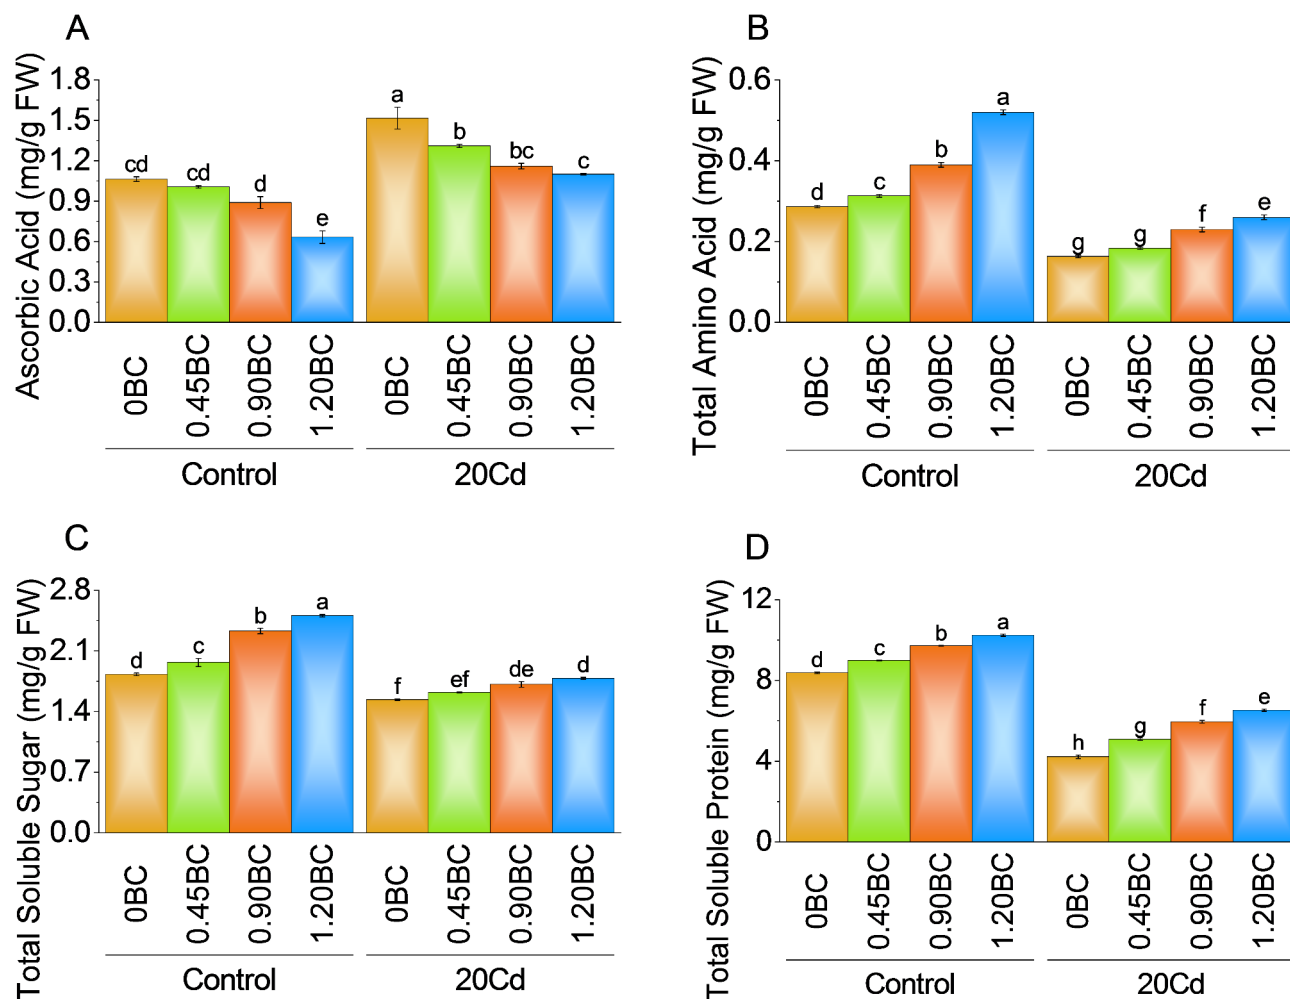 A
Ascorbic Acid (mg/g FW)
1.8
1.5
1.2
0.9
0.6
0.3
0.0
cd
cd
d
e
a
b
bc
c
0BC
0.45BC
0.90BC
1.20BC
0BC
0.45BC
0.90BC
1.20BC
Control
20Cd
B
Total Amino Acid (mg/g FW)
0.6
0.4
0.2
0.0
d
c
b
a
g
g
f
e
0BC
0.45BC
0.90BC
1.20BC
0BC
0.45BC
0.90BC
1.20BC
Control
20Cd
C
Total Soluble Sugar (mg/g FW)
2.8
2.1
1.4
0.7
0.0
d
c
b
a
f
ef
de
d
0BC
0.45BC
0.90BC
1.20BC
0BC
0.45BC
0.90BC
1.20BC
Control
20Cd
D
Total Soluble Protein (mg/g FW)
12
8
4
0
d
c
b
a
h
g
f
e
0BC
0.45BC
0.90BC
1.20BC
0BC
0.45BC
0.90BC
1.20BC
Control
20Cd